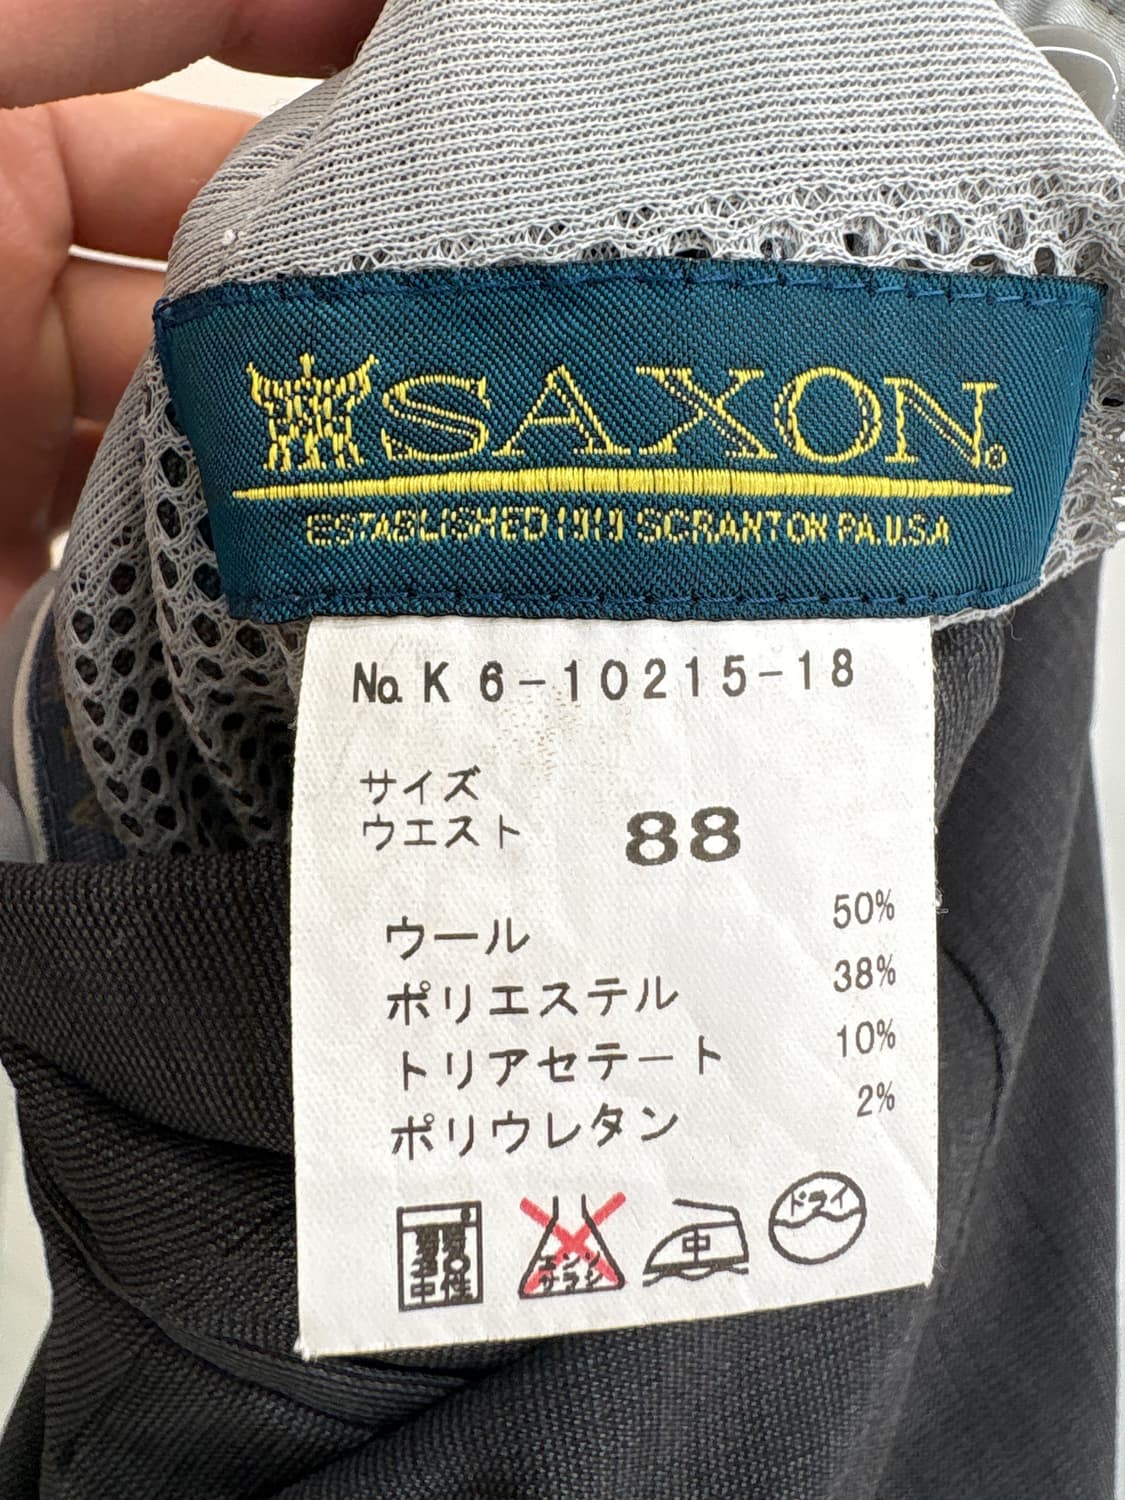 SAXON
ESTABLISHED 1919 SCRANTON PA. U.S.A
No. K 6-10215-18
サイズ
ウエスト 88
ウール 50%
ポリエステル 38%
トリアセテート 10%
ポリウレタン 2%
中性
エンソ
サラシ
中
ドライ